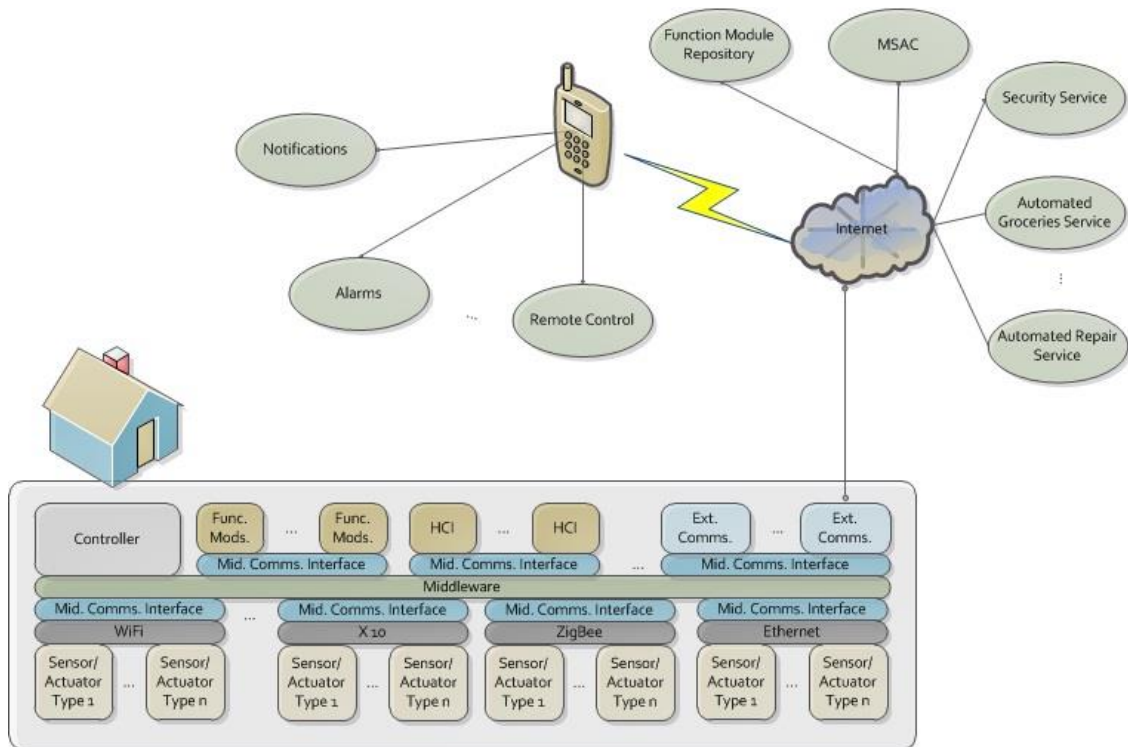 Function Module
Repository
MSAC
Security Service
Notifications
Automated
Groceries Service
Internet
...
Alarms
...
Remote Control
Automated Repair
Service
Controller
Func.
Mods.
...
Func.
Mods.
HCI
...
HCI
Ext.
Comms.
...
Ext.
Comms.
Mid. Comms. Interface
Mid. Comms. Interface
...
Mid. Comms. Interface
Middleware
Mid. Comms. Interface
...
Mid. Comms. Interface
Mid. Comms. Interface
Mid. Comms. Interface
WiFi
X 10
ZigBee
Ethernet
Sensor/
Actuator
Type 1
...
Sensor/
Actuator
Type n
Sensor/
Actuator
Type 1
...
Sensor/
Actuator
Type n
Sensor/
Actuator
Type 1
...
Sensor/
Actuator
Type n
Sensor/
Actuator
Type 1
...
Sensor/
Actuator
Type n